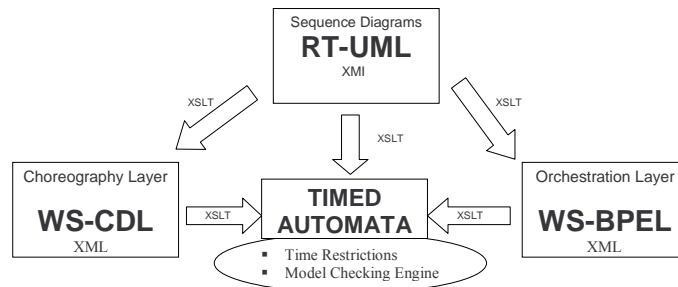 Sequence Diagrams
RT-UML
XMI
XSLT
XSLT
XSLT
Choreography Layer
WS-CDL
XML
XSLT
TIMED
AUTOMATA
XSLT
Orchestration Layer
WS-BPEL
XML
▪ Time Restrictions
▪ Model Checking Engine